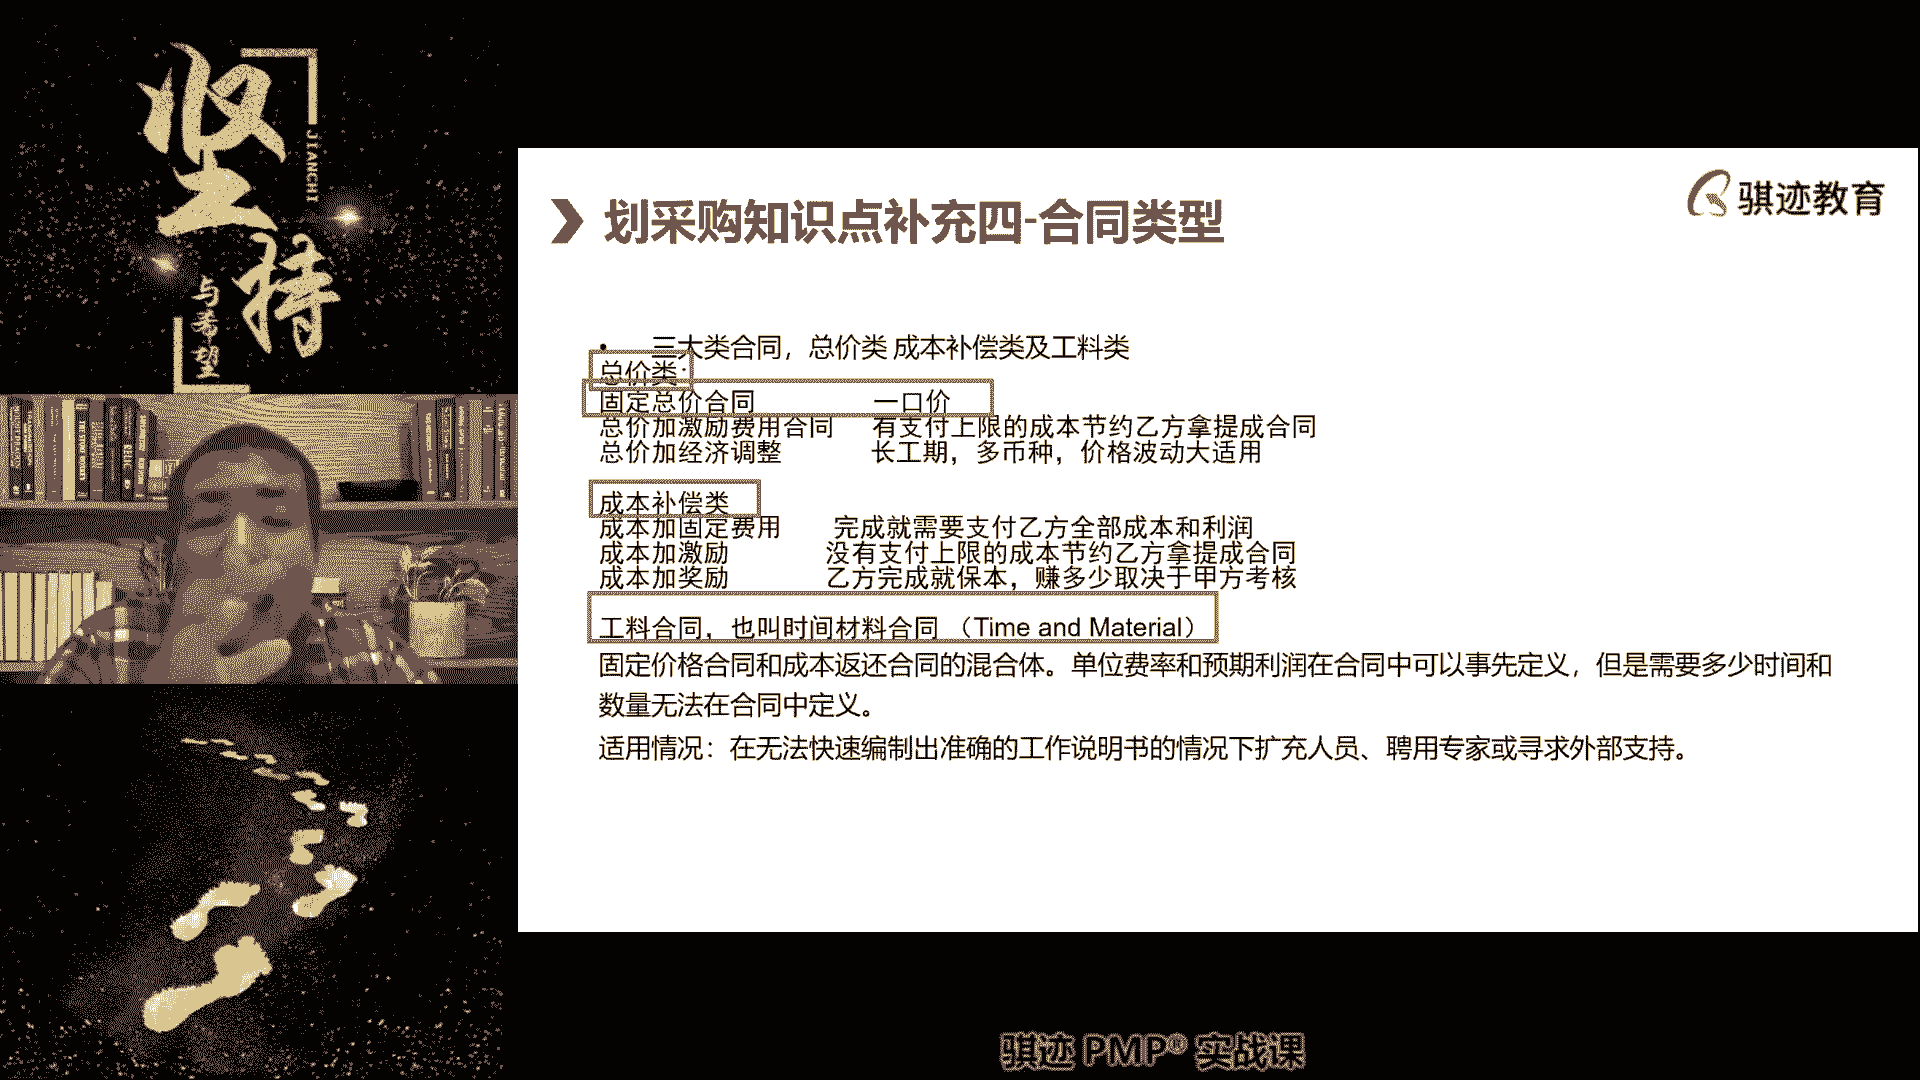 坚持
JIANCHI
与希望
骐迹教育
划采购知识点补充四-合同类型
• 三大类合同，总价类 成本补偿类及工料类
总价类：
固定总价合同 一口价
总价加激励费用合同 有支付上限的成本节约乙方拿提成合同
总价加经济调整 长工期，多币种，价格波动大适用
成本补偿类
成本加固定费用 完成就需要支付乙方全部成本和利润
成本加激励 没有支付上限的成本节约乙方拿提成合同
成本加奖励 乙方完成就保本，赚多少取决于甲方考核
工料合同，也叫时间材料合同 （Time and Material）
固定价格合同和成本返还合同的混合体。单位费率和预期利润在合同中可以事先定义，但是需要多少时间和
数量无法在合同中定义。
适用情况：在无法快速编制出准确的工作说明书的情况下扩充人员、聘用专家或寻求外部支持。
骐迹 PMP® 实战课